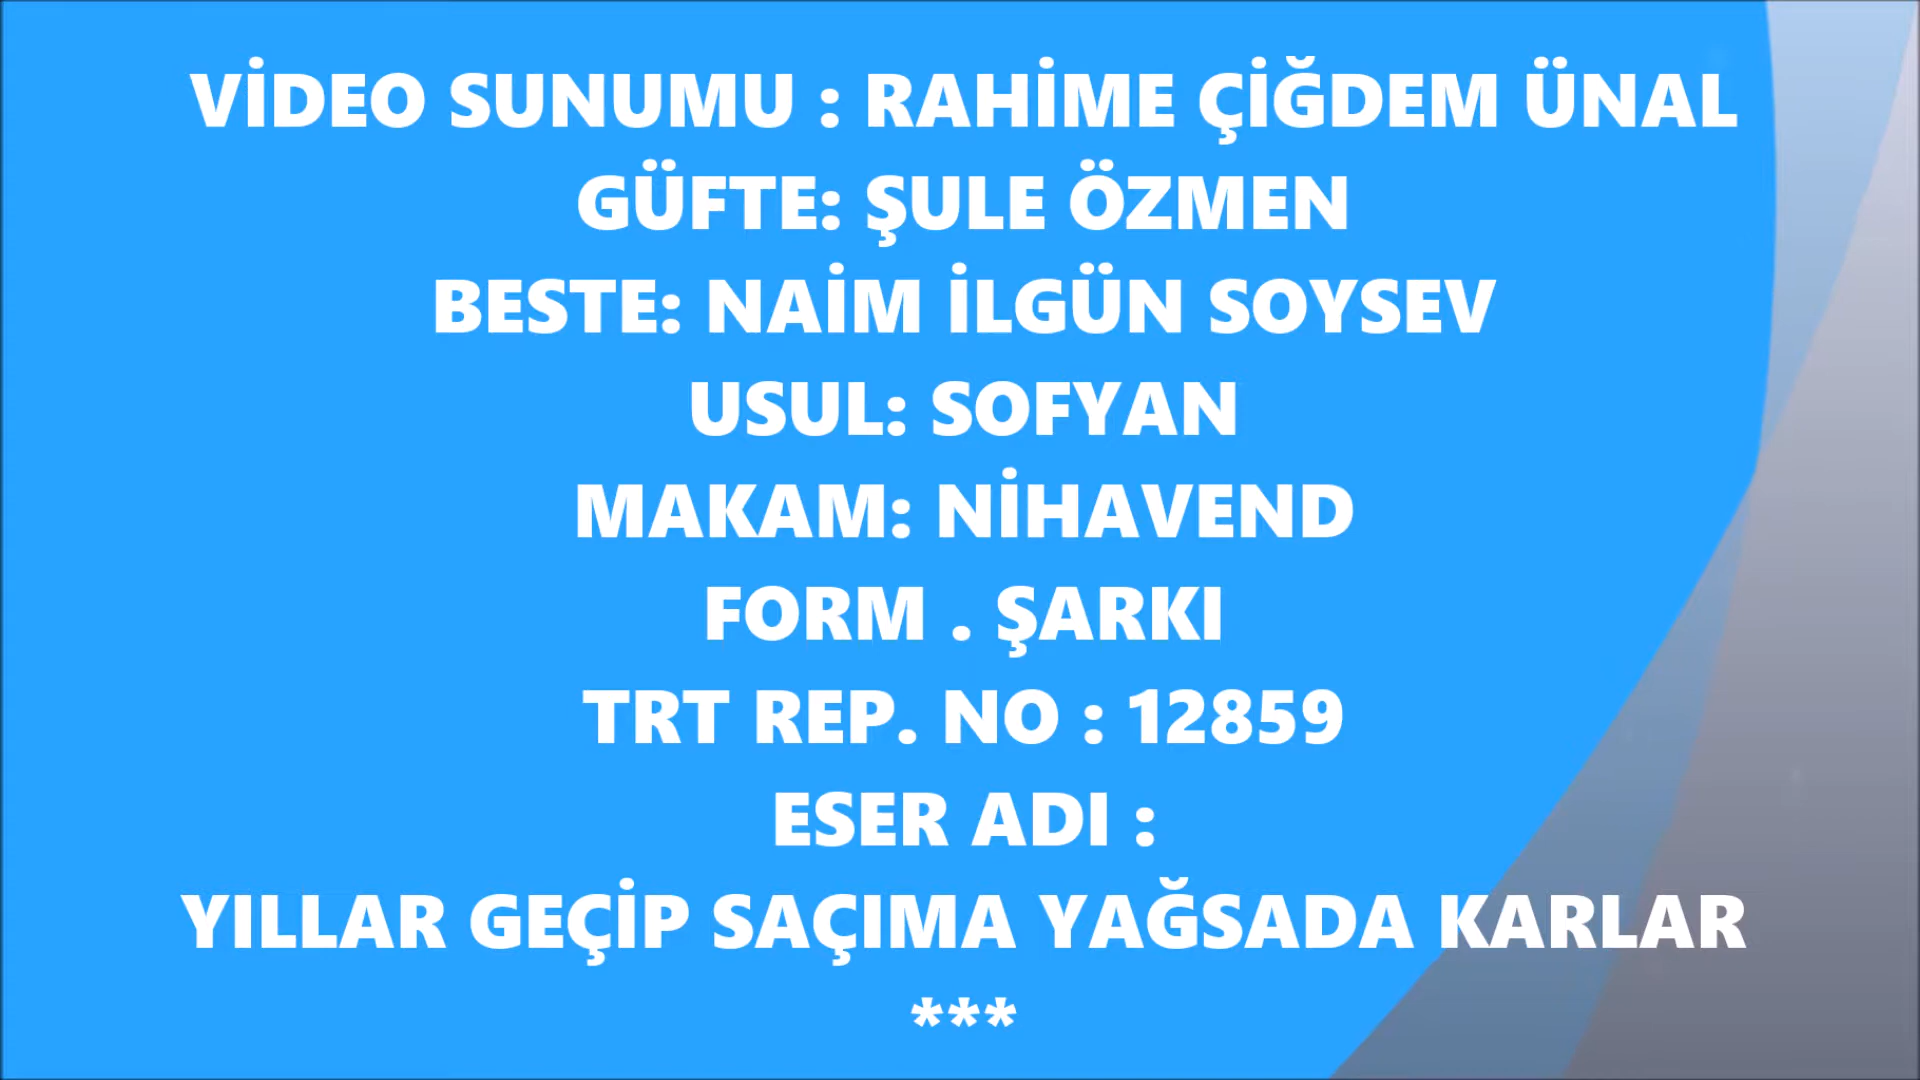 VİDEO SUNUMU : RAHİME ÇİĞDEM ÜNAL
GÜFTE: ŞULE ÖZMEN
BESTE: NAİM İLGÜN SOYSEV
USUL: SOFYAN
MAKAM: NİHAVEND
FORM . ŞARKI
TRT REP. NO : 12859
ESER ADI :
YILLAR GEÇİP SAÇIMA YAĞSADA KARLAR
***